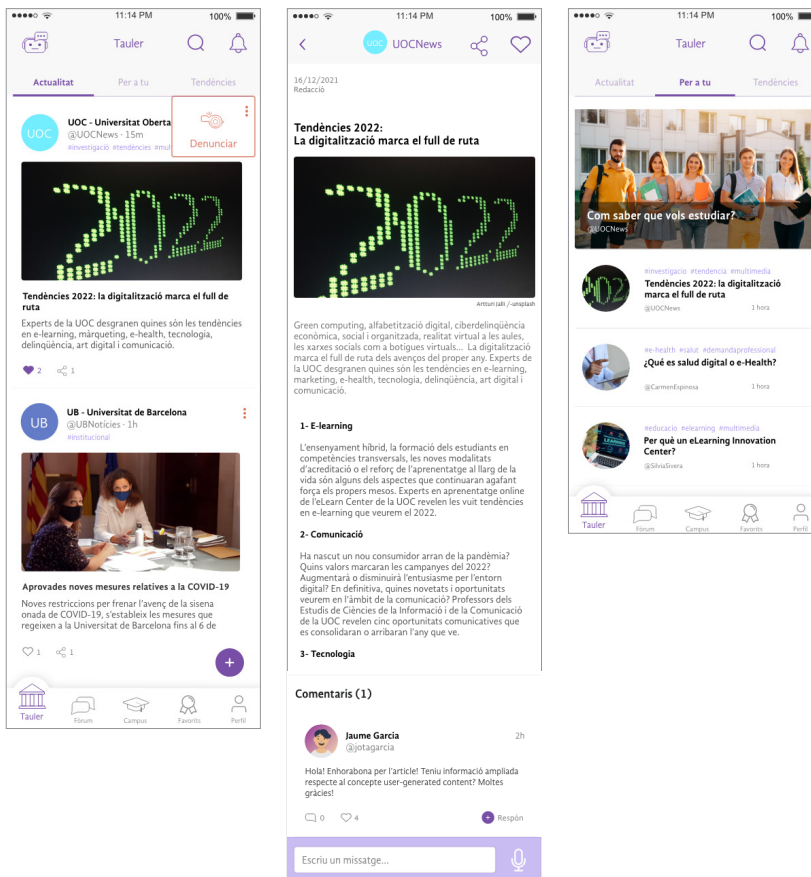 11:14 PM
100%
Tauler
Actualitat
Per a tu
Tendències
UOC
UOC - Universitat Oberta
@UOCNews · 15m
#investigació #tendències #mul
Denunciar
2022
Tendències 2022: la digitalització marca el full de
ruta
Experts de la UOC desgranen quines són les tendències
en e-learning, màrqueting, e-health, tecnologia,
delinqüència, art digital i comunicació.
2
1
UB
UB - Universitat de Barcelona
@UBNotícies · 1h
#institucional
Aprovades noves mesures relatives a la COVID-19
Noves restriccions per frenar l'avenç de la sisena
onada de COVID-19, s'estableix les mesures que
regeixen a la Universitat de Barcelona fins al 6 de
1
1
+
Tauler
Fòrum
Campus
Favorits
Perfil
11:14 PM
100%
UOC
UOCNews
16/12/2021
Redacció
Tendències 2022:
La digitalització marca el full de ruta
2022
Arttun Jalli /-unsplash
Green computing, alfabetització digital, ciberdelinqüència
econòmica, social i organitzada, realitat virtual a les aules,
les xarxes socials com a botigues virtuals... La digitalització
marca el full de ruta dels avenços del proper any. Experts de
la UOC desgranen quines són les tendències en e-learning,
marketing, e-health, tecnologia, delinqüència, art digital i
comunicació.
1- E-learning
L'ensenyament híbrid, la formació dels estudiants en
competències transversals, les noves modalitats
d'acreditació o el reforç de l'aprenentatge al llarg de la
vida són alguns dels aspectes que continuaran agafant
força els propers mesos. Experts en aprenentatge online
de l'eLearn Center de la UOC revelen les vuit tendències
en e-learning que veurem el 2022.
2- Comunicació
Ha nascut un nou consumidor arran de la pandèmia?
Quins valors marcaran les campanyes del 2022?
Augmentarà o disminuirà l'entusiasme per l'entorn
digital? En definitiva, quines novetats i oportunitats
veurem en l'àmbit de la comunicació? Professors dels
Estudis de Ciències de la Informació i de la Comunicació
de la UOC revelen cinc oportunitats comunicatives que
es consolidaran o arribaran l'any que ve.
3- Tecnologia
Comentaris (1)
Jaume Garcia
@jotagarcia
2h
Hola! Enhorabona per l'article! Teniu informació ampliada
respecte al concepte user-generated content? Moltes
gràcies!
0
4
+ Respón
Escriu un missatge...
11:14 PM
100%
Tauler
Actualitat
Per a tu
Tendències
Com saber que vols estudiar?
@UOCNews
#investigacio #tendencia #multimedia
Tendències 2022: la digitalizació
marca el full de ruta
@UOCNews
1 hora
#e-health #salut #demandaprofessional
¿Qué es salud digital o e-Health?
@CarmenEspinosa
1 hora
#educacio #elearning #multimedia
Per què un eLearning Innovation
Center?
@SilviaSivera
1 hora
Tauler
Fòrum
Campus
Favorits
Perfil